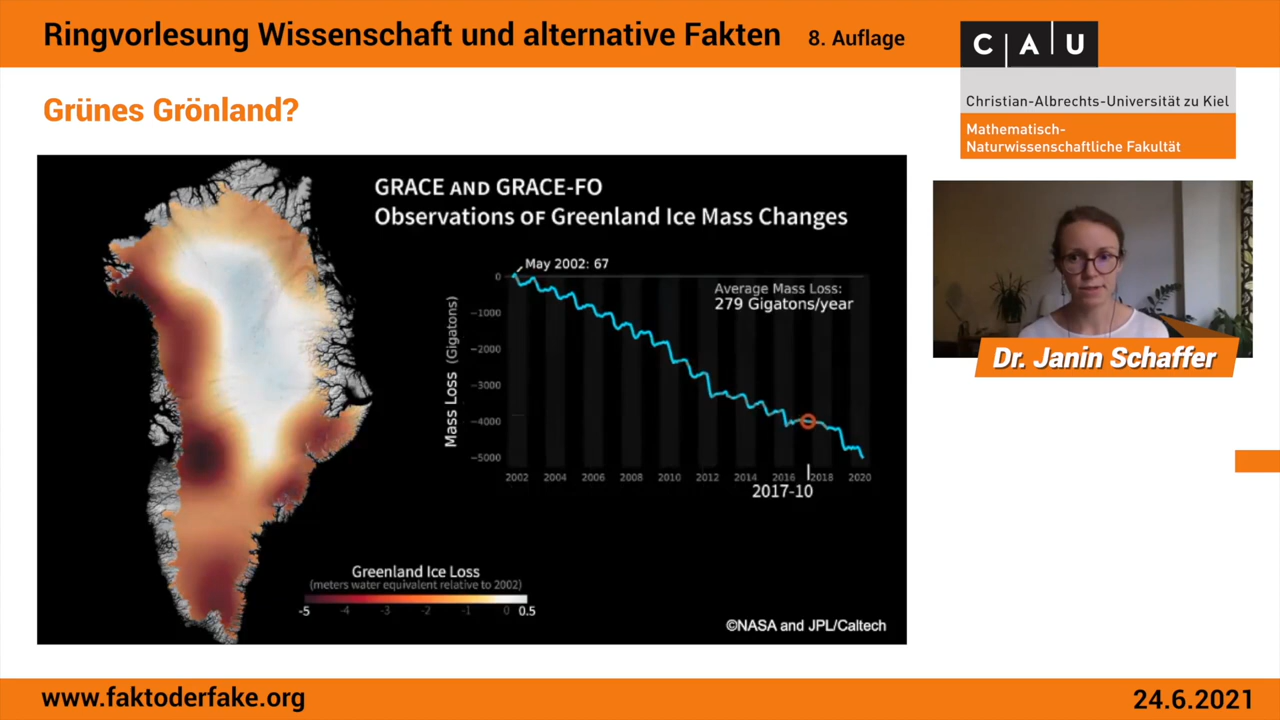 Ringvorlesung Wissenschaft und alternative Fakten 8. Auflage
C A U
Christian-Albrechts-Universität zu Kiel
Mathematisch-
Naturwissenschaftliche Fakultät
Grünes Grönland?
GRACE AND GRACE-FO
Observations OF Greenland Ice Mass Changes
May 2002: 67
Average Mass Loss:
279 Gigatons/year
Mass Loss (Gigatons)
0
-1000
-2000
-3000
-4000
-5000
2002 2004 2006 2008 2010 2012 2014 2016 2018 2020
2017-10
Greenland Ice Loss
(meters water equivalent relative to 2002)
-5 -4 -3 -2 -1 0 0.5
©NASA and JPL/Caltech
Dr. Janin Schaffer
www.faktoderfake.org
24.6.2021